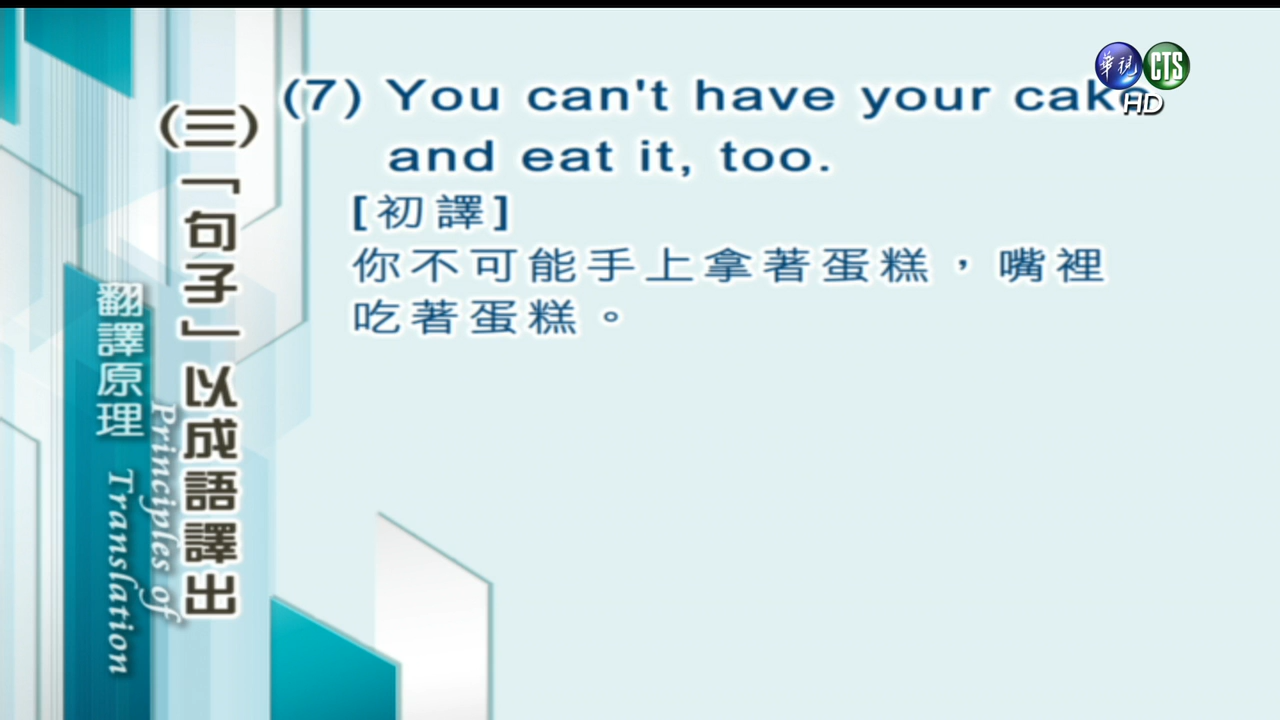 華視 CTS
HD
(7) You can't have your cake
and eat it, too.
[初譯]
你不可能手上拿著蛋糕，嘴裡
吃著蛋糕。
(三)「句子」以成語譯出
翻譯原理
Principles of
Translation